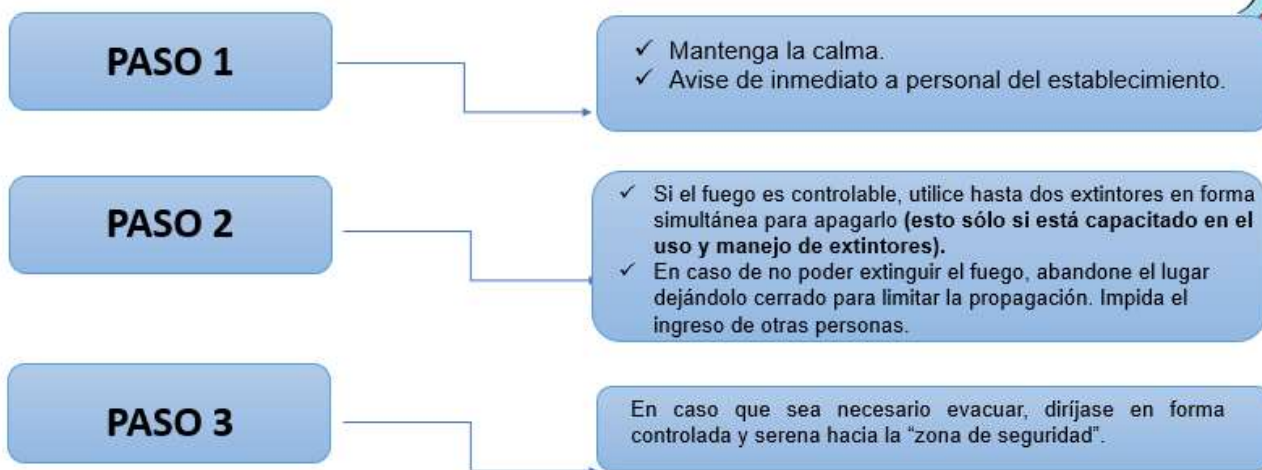 PASO 1
✓ Mantenga la calma.
✓ Avise de inmediato a personal del establecimiento.
PASO 2
✓ Si el fuego es controlable, utilice hasta dos extintores en forma
simultánea para apagarlo (esto sólo si está capacitado en el
uso y manejo de extintores).
✓ En caso de no poder extinguir el fuego, abandone el lugar
dejándolo cerrado para limitar la propagación. Impida el
ingreso de otras personas.
PASO 3
En caso que sea necesario evacuar, diríjase en forma
controlada y serena hacia la “zona de seguridad”.